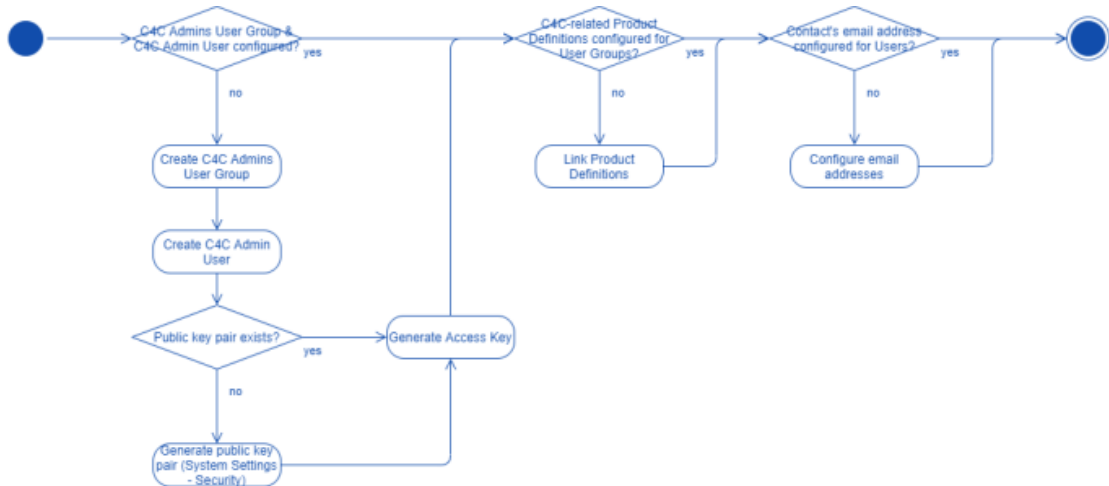 C4C Admins User Group &
C4C Admin User configured?
yes
no
Create C4C Admins
User Group
Create C4C Admin
User
Public key pair exists?
yes
no
Generate public key
pair (System Settings
- Security)
Generate Access Key
C4C-related Product
Definitions configured for
User Groups?
yes
no
Link Product
Definitions
Contact's email address
configured for Users?
yes
no
Configure email
addresses